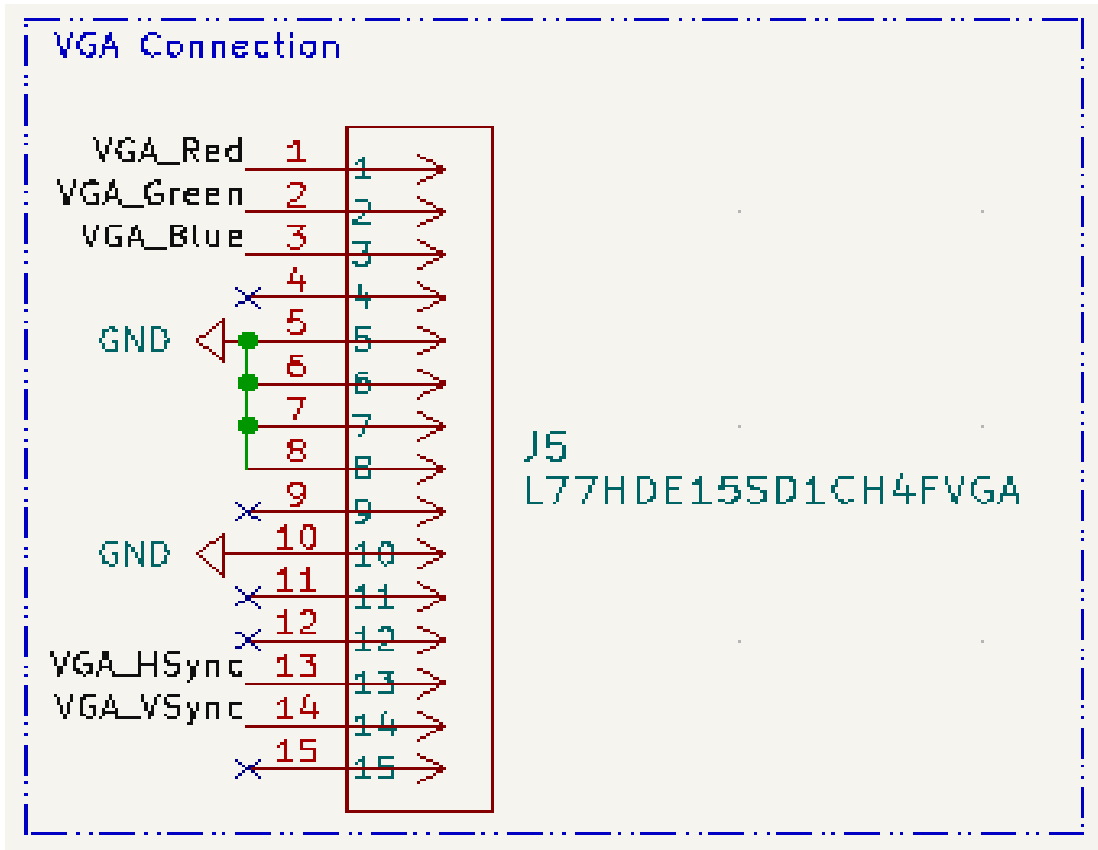 VGA Connection
VGA_Red 1 1
VGA_Green 2 2
VGA_Blue 3 3
4 4
GND 5 5
6 6
7 7
8 8
9 9
GND 10 10
11 11
12 12
VGA_HSync 13 13
VGA_VSync 14 14
15 15
J5
L77HDE15SD1CH4FVGA